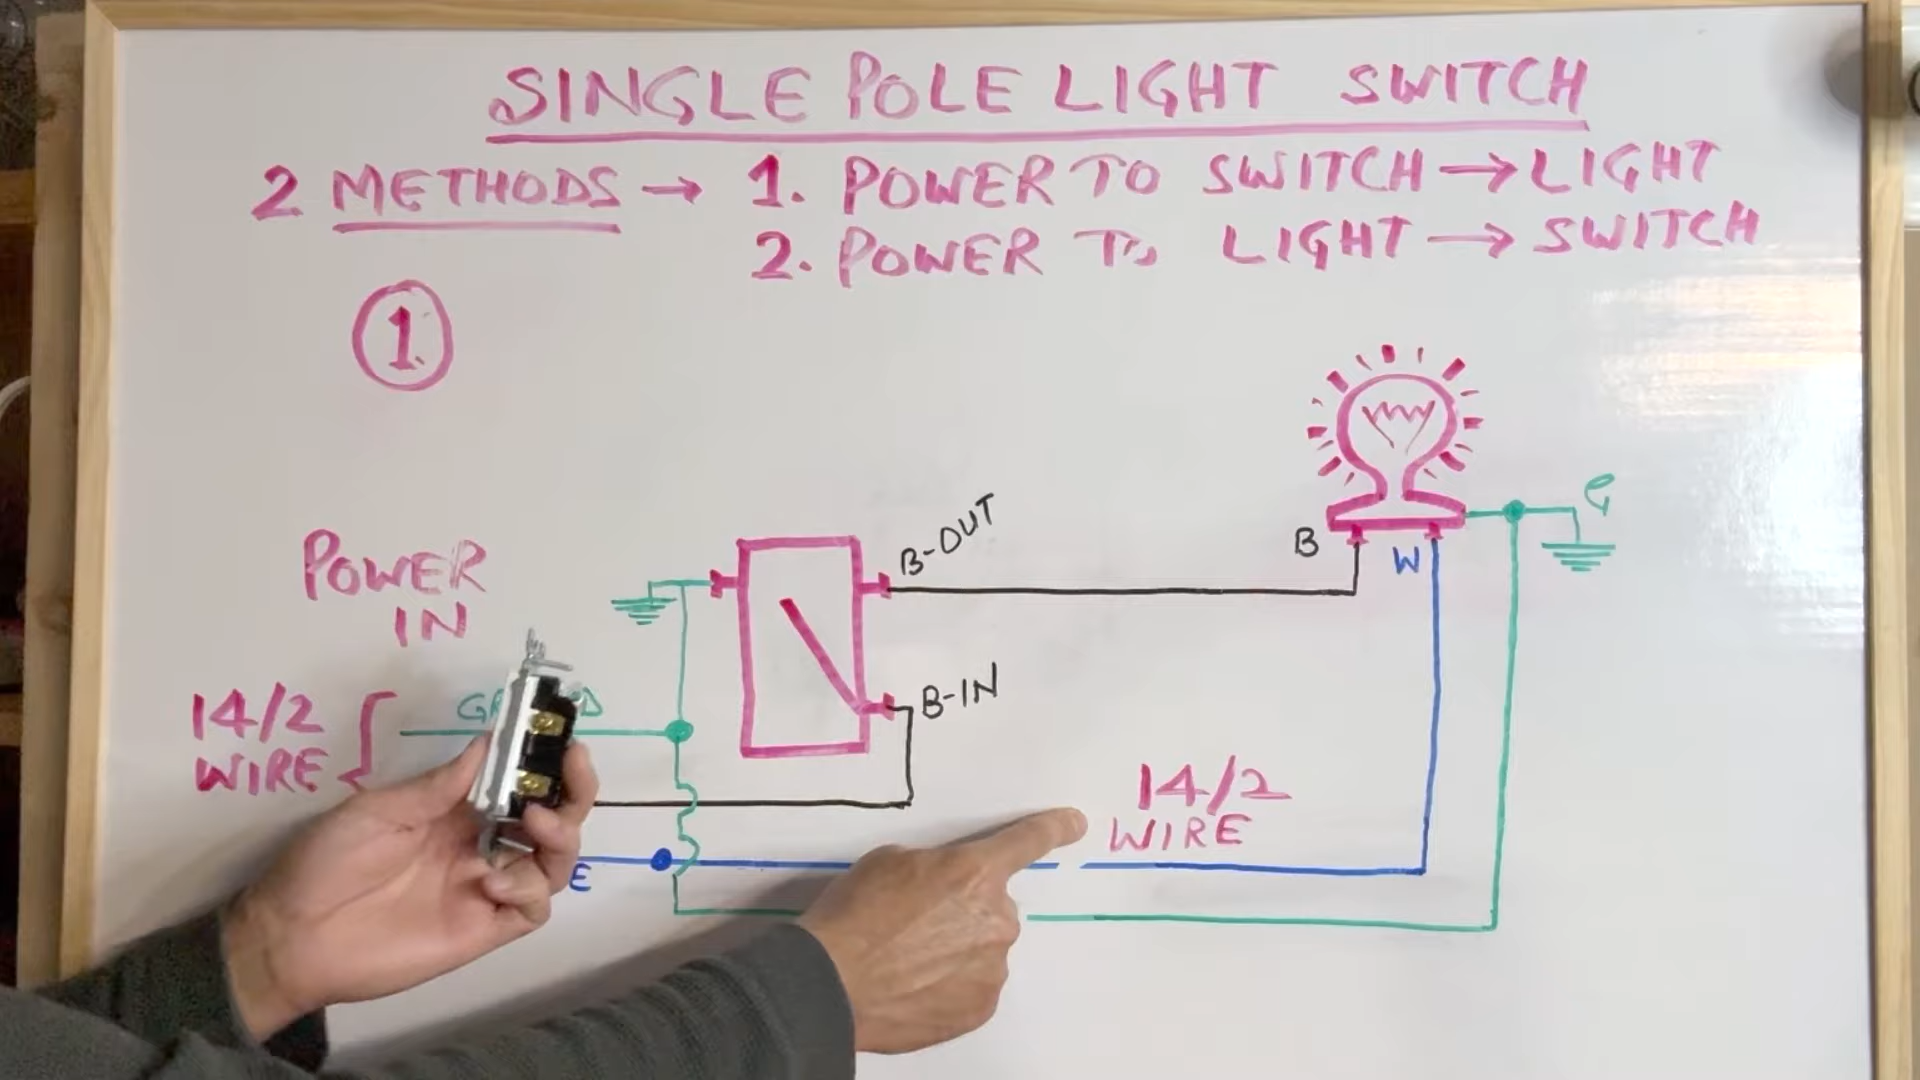 SINGLE POLE LIGHT SWITCH
2 METHODS → 1. POWER TO SWITCH → LIGHT
2. POWER TO LIGHT → SWITCH
1
B-OUT
G
B
W
POWER
IN
B-IN
14/2
WIRE
14/2
WIRE